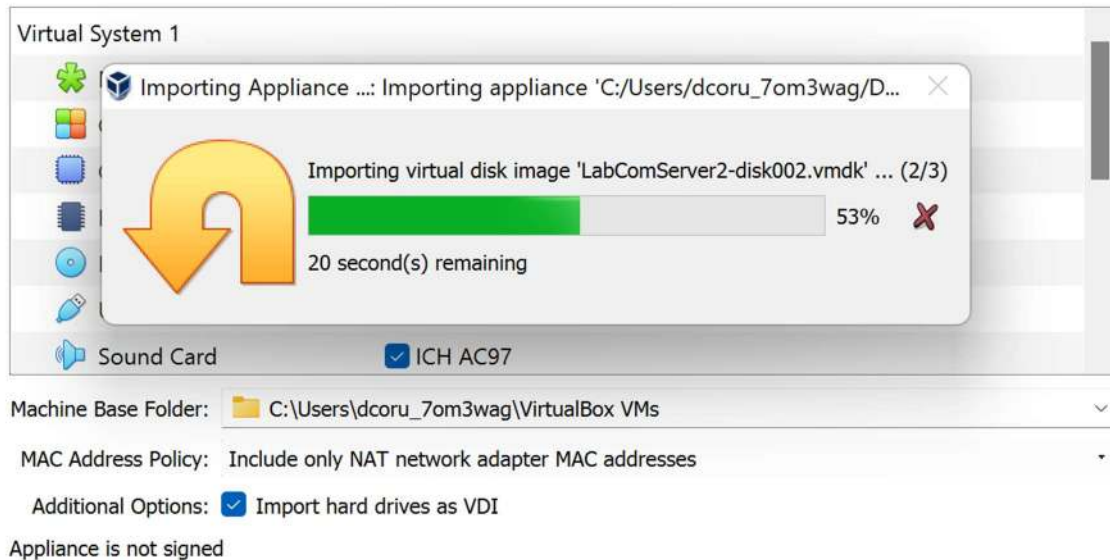 Virtual System 1
Importing Appliance ...: Importing appliance 'C:/Users/dcoru_7om3wag/D...
Importing virtual disk image 'LabComServer2-disk002.vmdk' ... (2/3)
53%
20 second(s) remaining
Sound Card ICH AC97
Machine Base Folder: C:\Users\dcoru_7om3wag\VirtualBox VMs
MAC Address Policy: Include only NAT network adapter MAC addresses
Additional Options: Import hard drives as VDI
Appliance is not signed